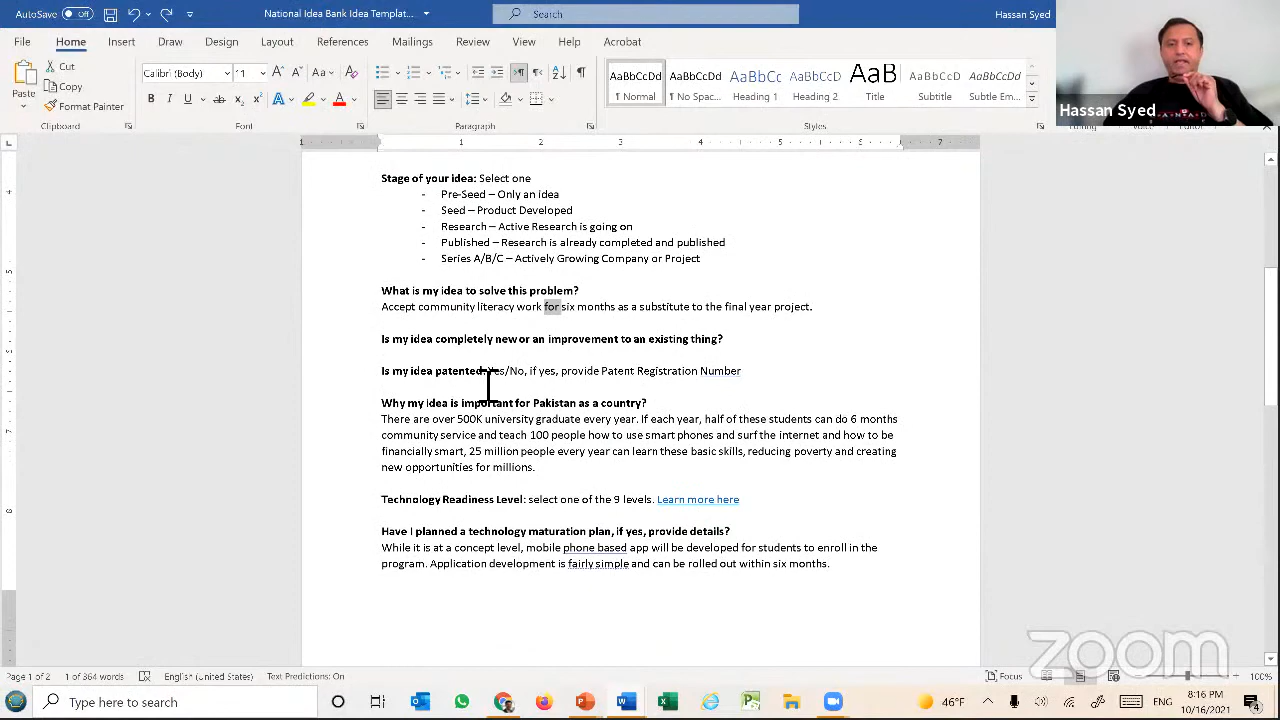 AutoSave Off National Idea Bank Idea Templ... Search Hassan Syed
File Home Insert Draw Design Layout References Mailings Review View Help Acrobat
Cut
Copy
Paste Format Painter
Calibri (Body) 11
AaBbCcDd AaBbCcDd AaBbCc AaBbCcD AaB AaBbCcD AaBbCcDd
¶ Normal ¶ No Spac... Heading 1 Heading 2 Title Subtitle Subtle Em...
Clipboard Font Paragraph Styles Editing Voice Editor
Hassan Syed
1 1 2 3 4 5 6 7
Stage of your idea: Select one
- Pre-Seed – Only an idea
- Seed – Product Developed
- Research – Active Research is going on
- Published – Research is already completed and published
- Series A/B/C – Actively Growing Company or Project
What is my idea to solve this problem?
Accept community literacy work for six months as a substitute to the final year project.
Is my idea completely new or an improvement to an existing thing?
Is my idea patented: Yes/No, if yes, provide Patent Registration Number
Why my idea is important for Pakistan as a country?
There are over 500K university graduate every year. If each year, half of these students can do 6 months
community service and teach 100 people how to use smart phones and surf the internet and how to be
financially smart, 25 million people every year can learn these basic skills, reducing poverty and creating
new opportunities for millions.
Technology Readiness Level: select one of the 9 levels. Learn more here
Have I planned a technology maturation plan, if yes, provide details?
While it is at a concept level, mobile phone based app will be developed for students to enroll in the
program. Application development is fairly simple and can be rolled out within six months.
zoom
Page 1 of 2 1 of 364 words English (United States) Text Predictions: On Focus 100%
Type here to search 46°F ENG 8:16 PM
10/16/2021